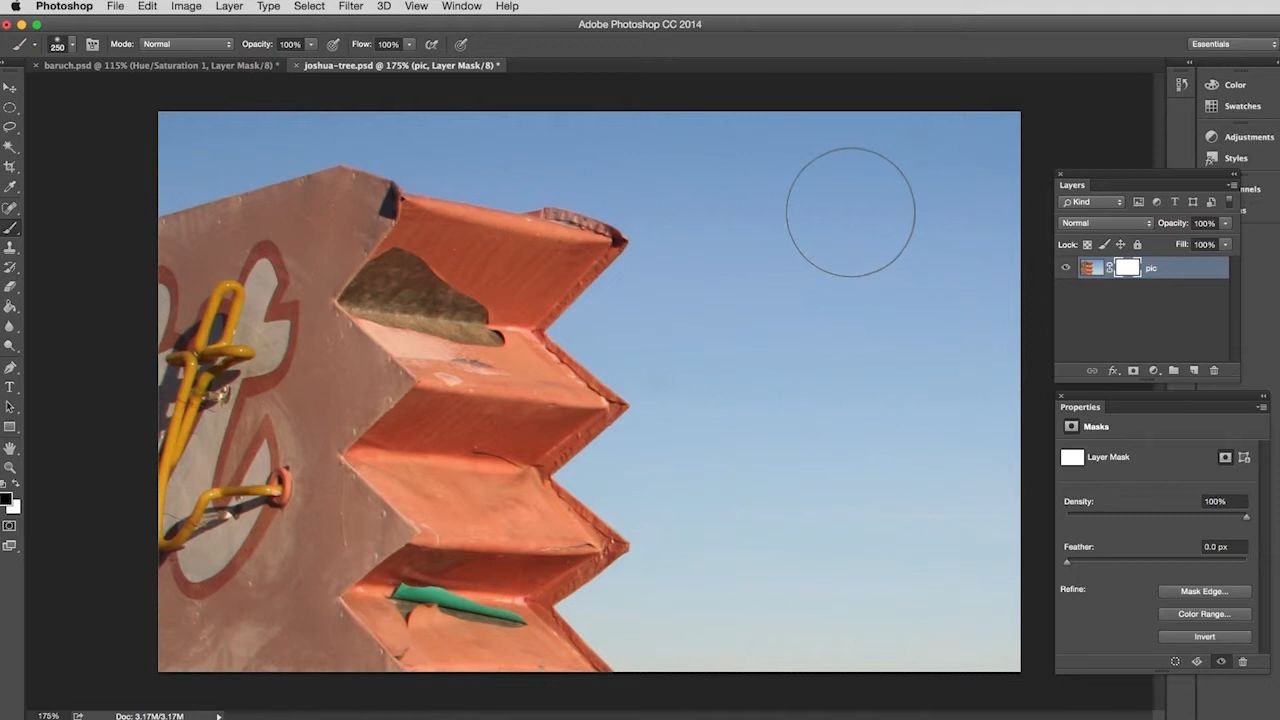 Photoshop File Edit Image Layer Type Select Filter 3D View Window Help
Adobe Photoshop CC 2014
250 Mode: Normal Opacity: 100% Flow: 100% Essentials
× baruch.psd @ 115% (Hue/Saturation 1, Layer Mask/8) * × joshua-tree.psd @ 175% (pic, Layer Mask/8) *
Color
Swatches
Adjustments
Styles
Layers
nnels
Kind
s
Normal Opacity: 100%
Lock: Fill: 100%
pic
fx
Properties
Masks
Layer Mask
Density: 100%
Feather: 0.0 px
Refine: Mask Edge...
Color Range...
Invert
175% Doc: 3.17M/3.17M